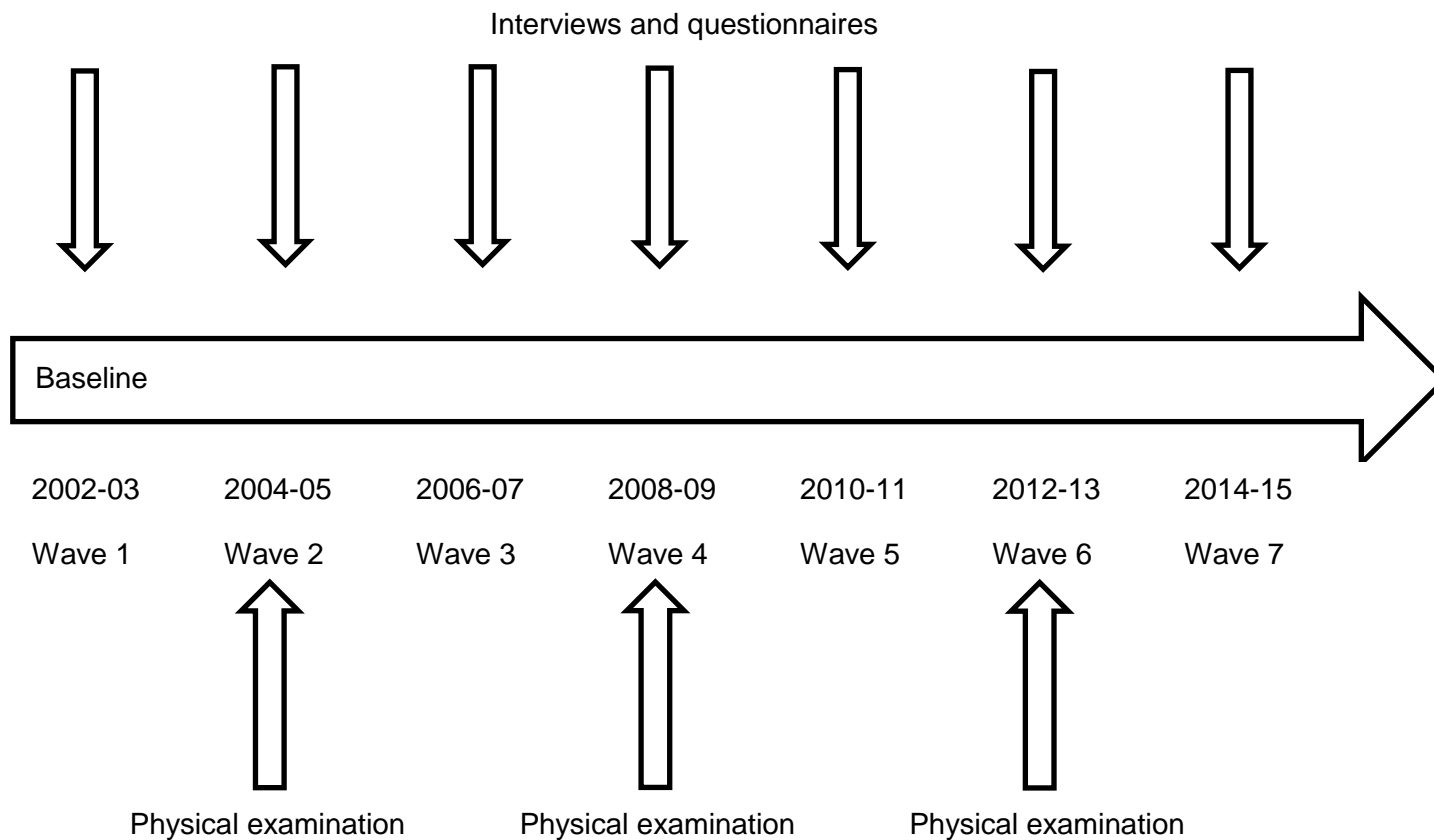 Interviews and questionnaires
Baseline
2002-03 2004-05 2006-07 2008-09 2010-11 2012-13 2014-15
Wave 1 Wave 2 Wave 3 Wave 4 Wave 5 Wave 6 Wave 7
Physical examination Physical examination Physical examination